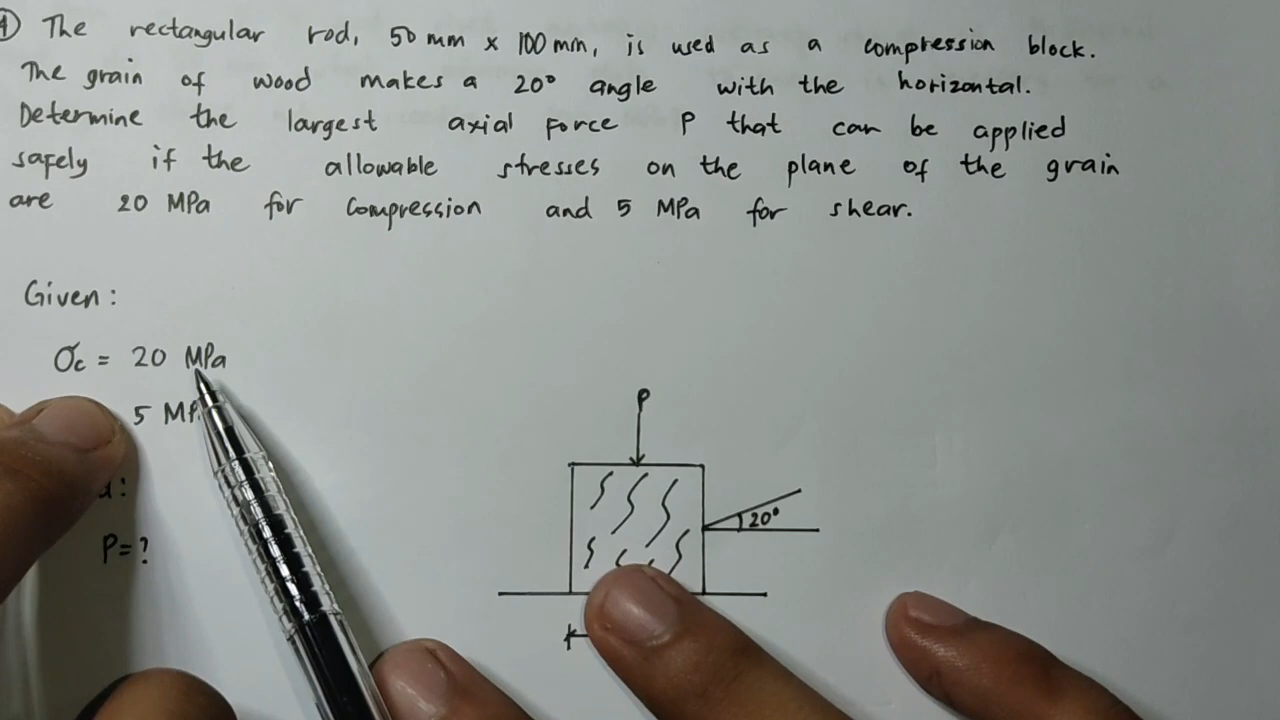 ④ The rectangular rod, 50 mm x 100 mm, is used as a compression block.
The grain of wood makes a 20° angle with the horizontal.
Determine the largest axial force P that can be applied
safely if the allowable stresses on the plane of the grain
are 20 MPa for compression and 5 MPa for shear.
Given:
σc = 20 MPa
5 MP
P
20°
P = ?